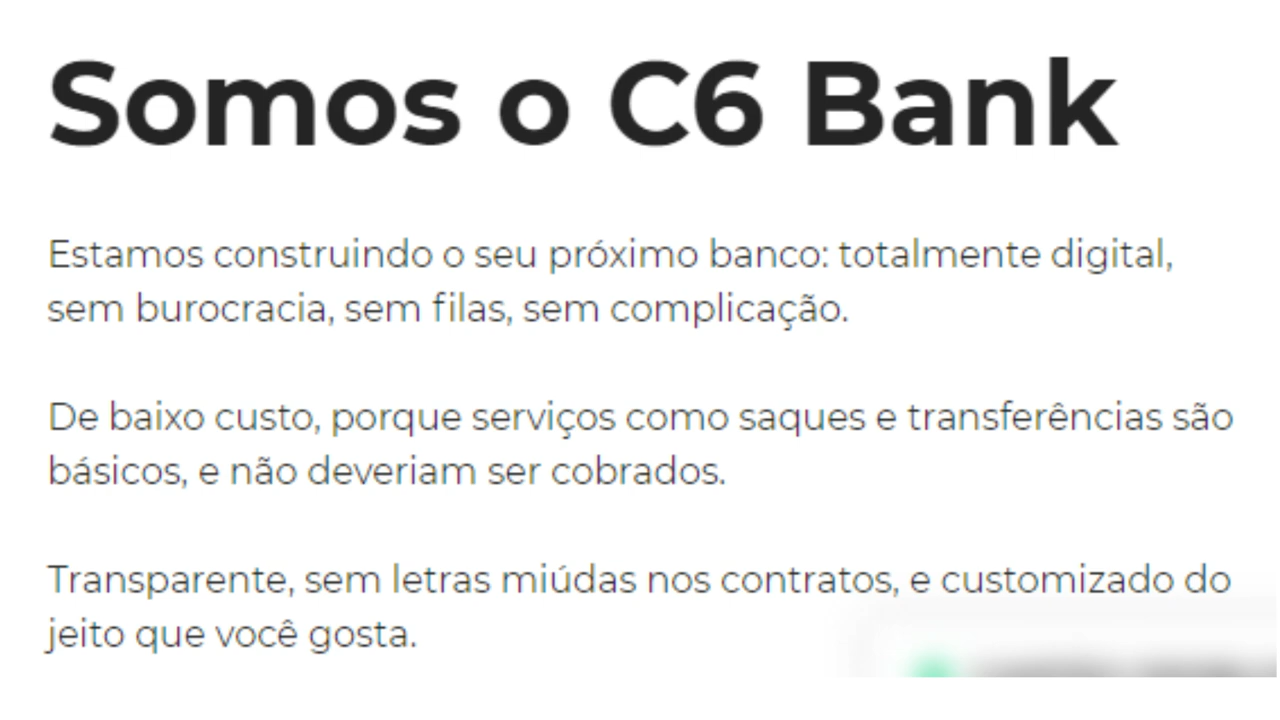 Somos o C6 Bank
Estamos construindo o seu próximo banco: totalmente digital,
sem burocracia, sem filas, sem complicação.
De baixo custo, porque serviços como saques e transferências são
básicos, e não deveriam ser cobrados.
Transparente, sem letras miúdas nos contratos, e customizado do
jeito que você gosta.